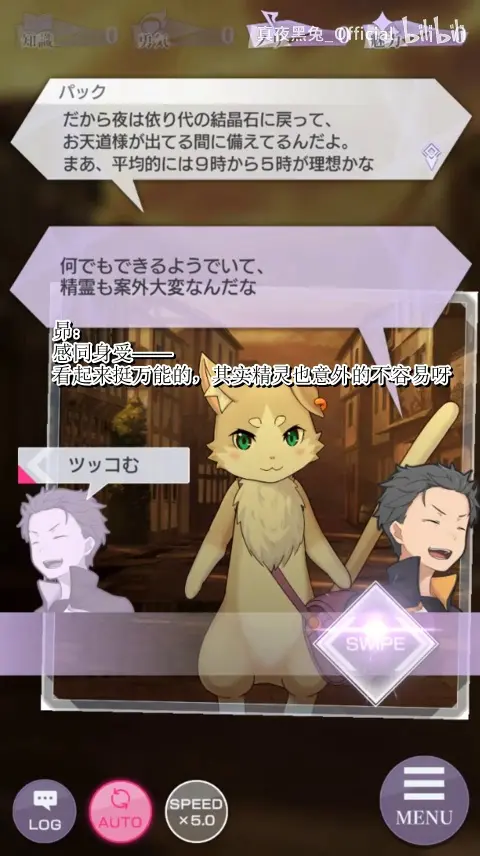 真夜黑兔_Official
bilibili
知識 0
勇気 0
パック
だから夜は依り代の結晶石に戻って、
お天道様が出てる間に備えてるんだよ。
まあ、平均的には9時から5時が理想かな
何でもできるようでいて、
精霊も案外大変なんだな
昴:
感同身受——
看起来挺万能的，其实精灵也意外的不容易呀
ツッコむ
SWIPE
LOG
AUTO
SPEED
×5.0
MENU